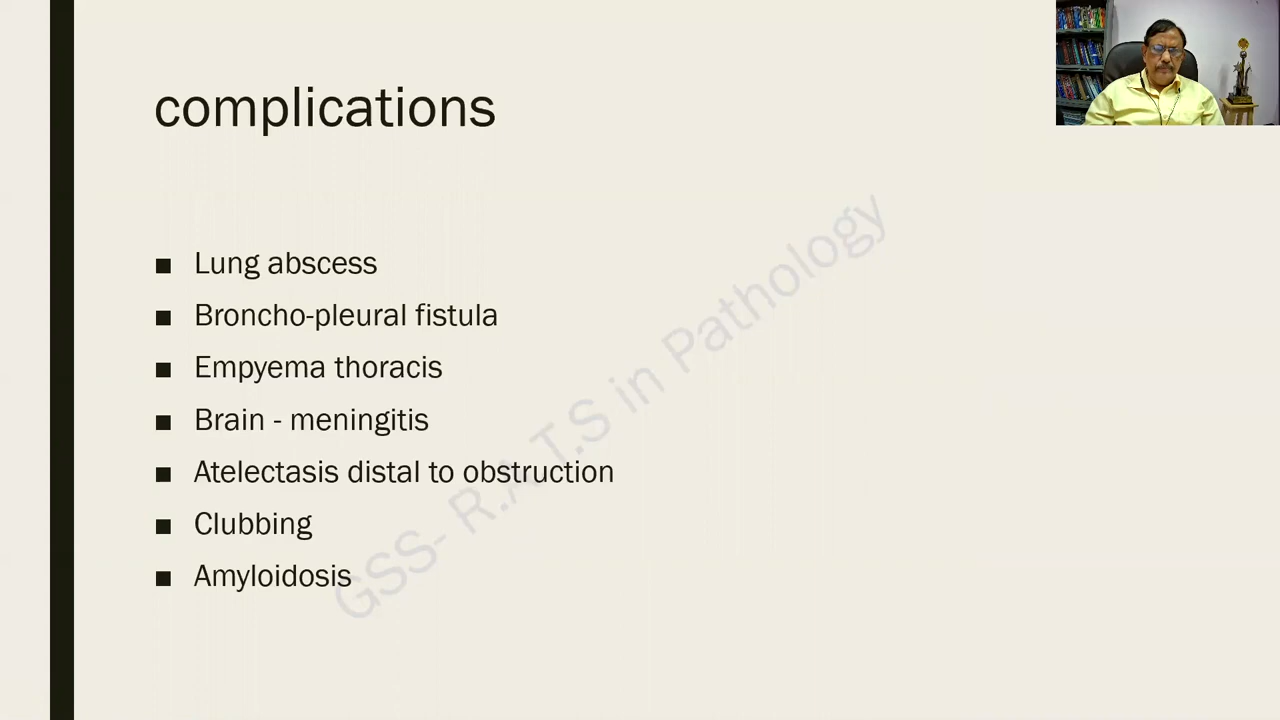 complications
■ Lung abscess
■ Broncho-pleural fistula
■ Empyema thoracis
■ Brain - meningitis
■ Atelectasis distal to obstruction
■ Clubbing
■ Amyloidosis
GSS- R.A.T.S in Pathology